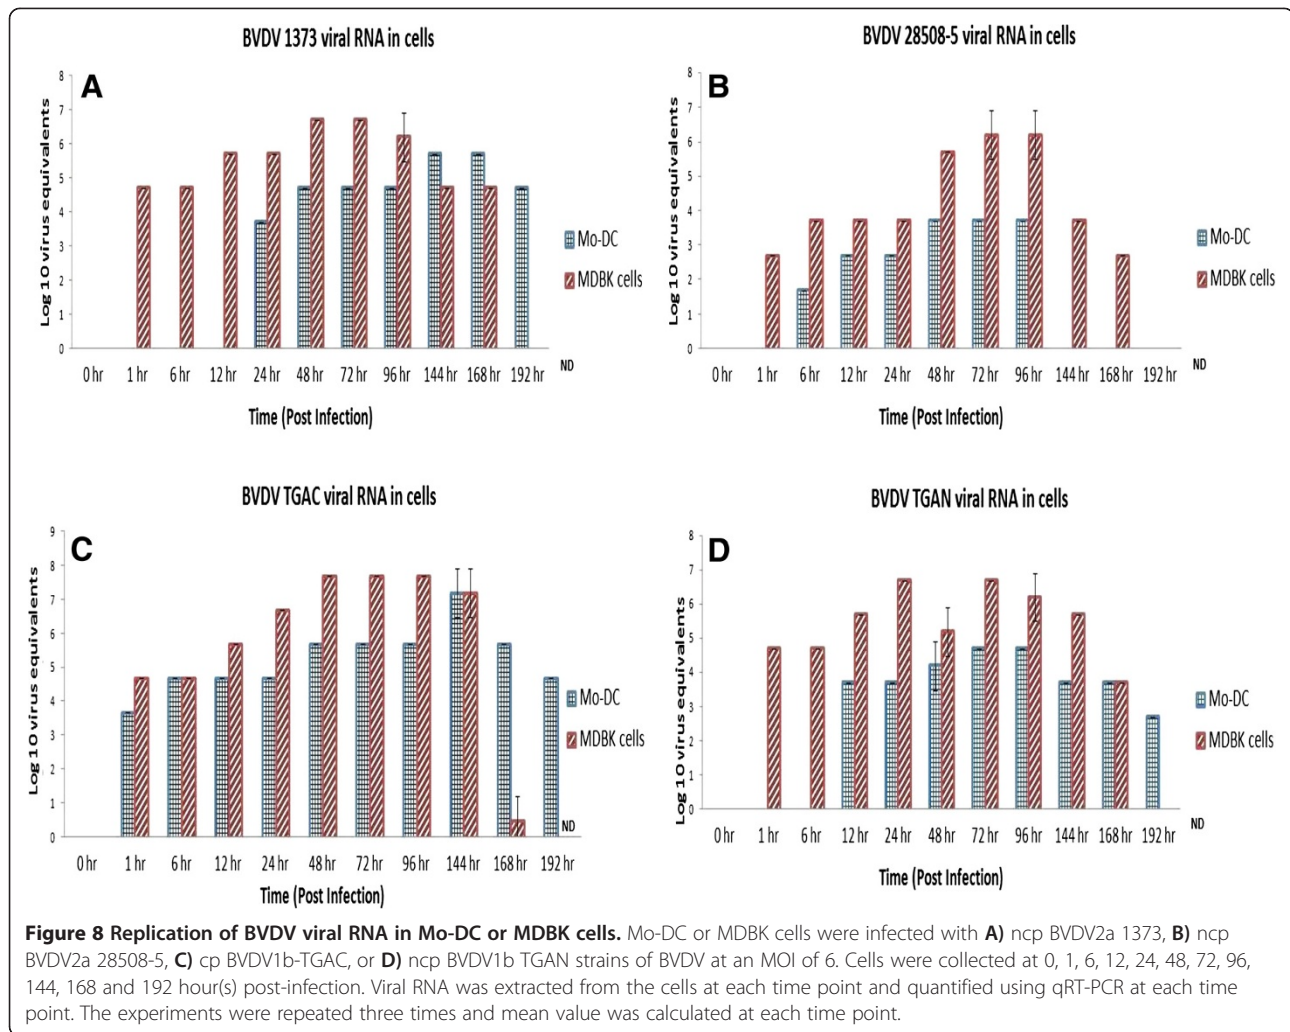 BVDV 1373 viral RNA in cells
A
Log 10 virus equivalents
8
7
6
5
4
3
2
1
0
0 hr 1 hr 6 hr 12 hr 24 hr 48 hr 72 hr 96 hr 144 hr 168 hr 192 hr
ND
Time (Post Infection)
Mo-DC
MDBK cells
BVDV 28508-5 viral RNA in cells
B
Log 10 virus equivalents
8
7
6
5
4
3
2
1
0
0 hr 1 hr 6 hr 12 hr 24 hr 48 hr 72 hr 96 hr 144 hr 168 hr 192 hr
ND
Time (Post Infection)
Mo-DC
MDBK cells
BVDV TGAC viral RNA in cells
C
Log 10 virus equivalents
9
8
7
6
5
4
3
2
1
0
0 hr 1 hr 6 hr 12 hr 24 hr 48 hr 72 hr 96 hr 144 hr 168 hr 192 hr
ND
Time (Post Infection)
Mo-DC
MDBK cells
BVDV TGAN viral RNA in cells
D
Log 10 virus equivalents
8
7
6
5
4
3
2
1
0
0 hr 1 hr 6 hr 12 hr 24 hr 48 hr 72 hr 96 hr 144 hr 168 hr 192 hr
ND
Time (Post Infection)
Mo-DC
MDBK cells
Figure 8 Replication of BVDV viral RNA in Mo-DC or MDBK cells. Mo-DC or MDBK cells were infected with A) ncp BVDV2a 1373, B) ncp
BVDV2a 28508-5, C) cp BVDV1b-TGAC, or D) ncp BVDV1b TGAN strains of BVDV at an MOI of 6. Cells were collected at 0, 1, 6, 12, 24, 48, 72, 96,
144, 168 and 192 hour(s) post-infection. Viral RNA was extracted from the cells at each time point and quantified using qRT-PCR at each time
point. The experiments were repeated three times and mean value was calculated at each time point.